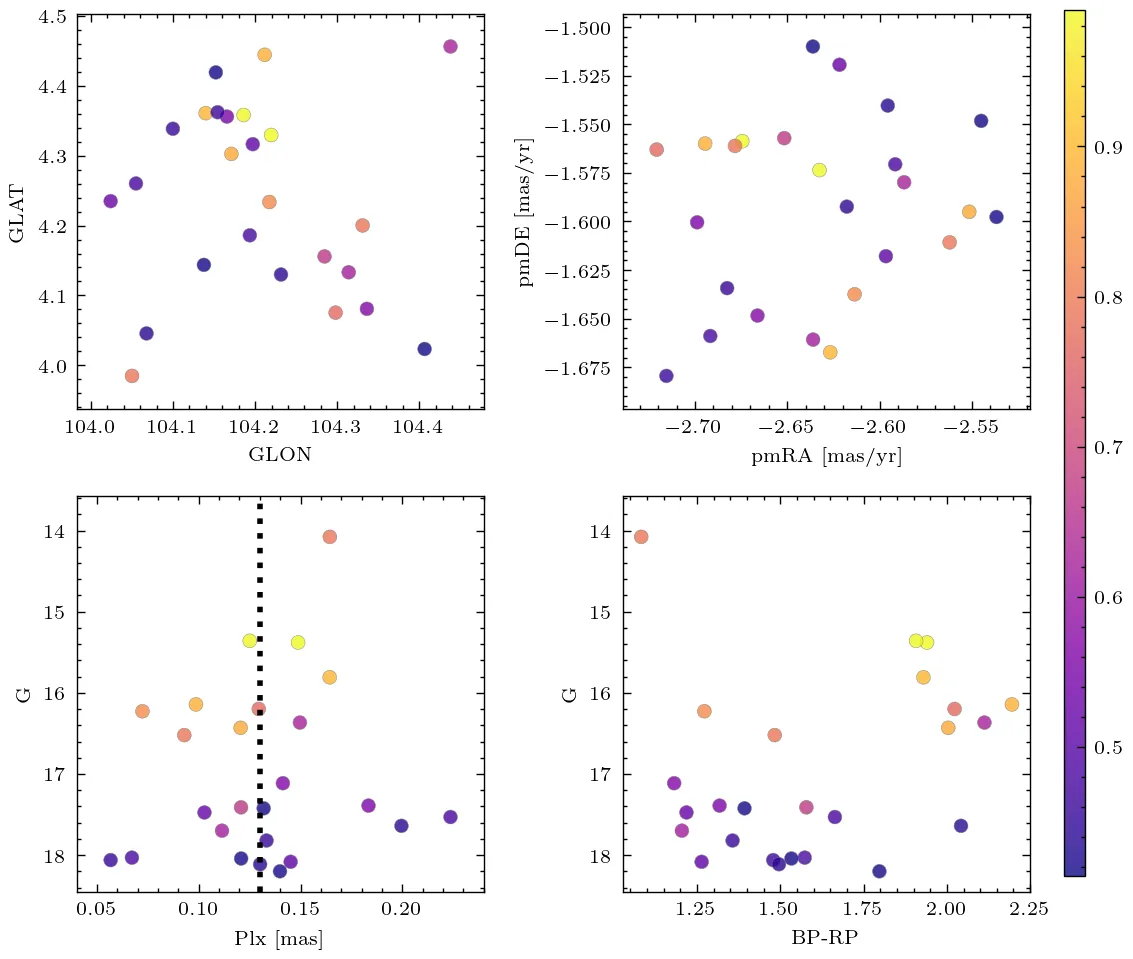 4.5
4.4
4.3
4.2
4.1
4.0
GLAT
104.0 104.1 104.2 104.3 104.4
GLON
−1.500
−1.525
−1.550
−1.575
−1.600
−1.625
−1.650
−1.675
pmDE [mas/yr]
−2.70 −2.65 −2.60 −2.55
pmRA [mas/yr]
0.9
0.8
0.7
0.6
0.5
14
15
16
17
18
G
0.05 0.10 0.15 0.20
Plx [mas]
14
15
16
17
18
G
1.25 1.50 1.75 2.00 2.25
BP-RP